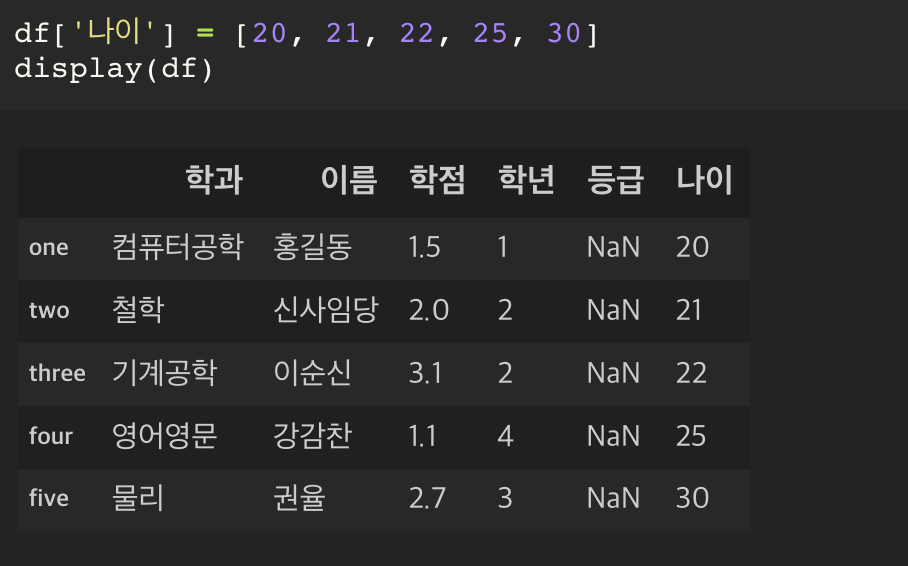 df['나이'] = [20, 21, 22, 25, 30]
display(df)
학과 이름 학점 학년 등급 나이
one 컴퓨터공학 홍길동 1.5 1 NaN 20
two 철학 신사임당 2.0 2 NaN 21
three 기계공학 이순신 3.1 2 NaN 22
four 영어영문 강감찬 1.1 4 NaN 25
five 물리 권율 2.7 3 NaN 30